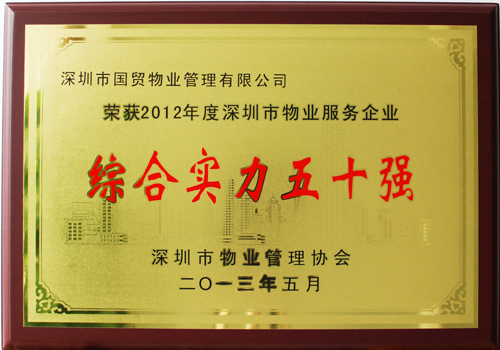 深圳市国贸物业管理有限公司
荣获2012年度深圳市物业服务企业
综合实力五十强
深圳市物业管理协会
二〇一三年五月